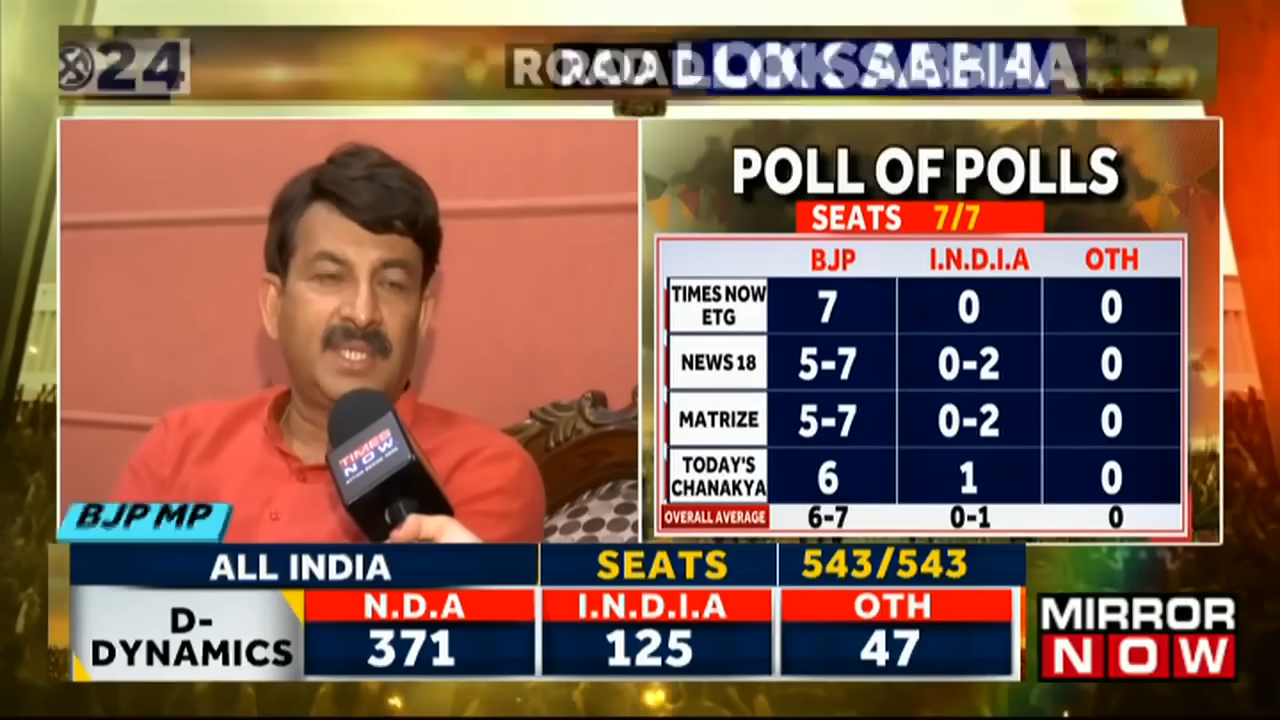 24
POLL OF POLLS
SEATS 7/7
BJP I.N.D.I.A OTH
TIMES NOW ETG 7 0 0
NEWS 18 5-7 0-2 0
MATRIZE 5-7 0-2 0
TODAY'S CHANAKYA 6 1 0
OVERALL AVERAGE 6-7 0-1 0
TIMES
NOW
BJP MP
ALL INDIA SEATS 543/543
N.D.A I.N.D.I.A OTH
D-DYNAMICS 371 125 47
MIRROR
NOW